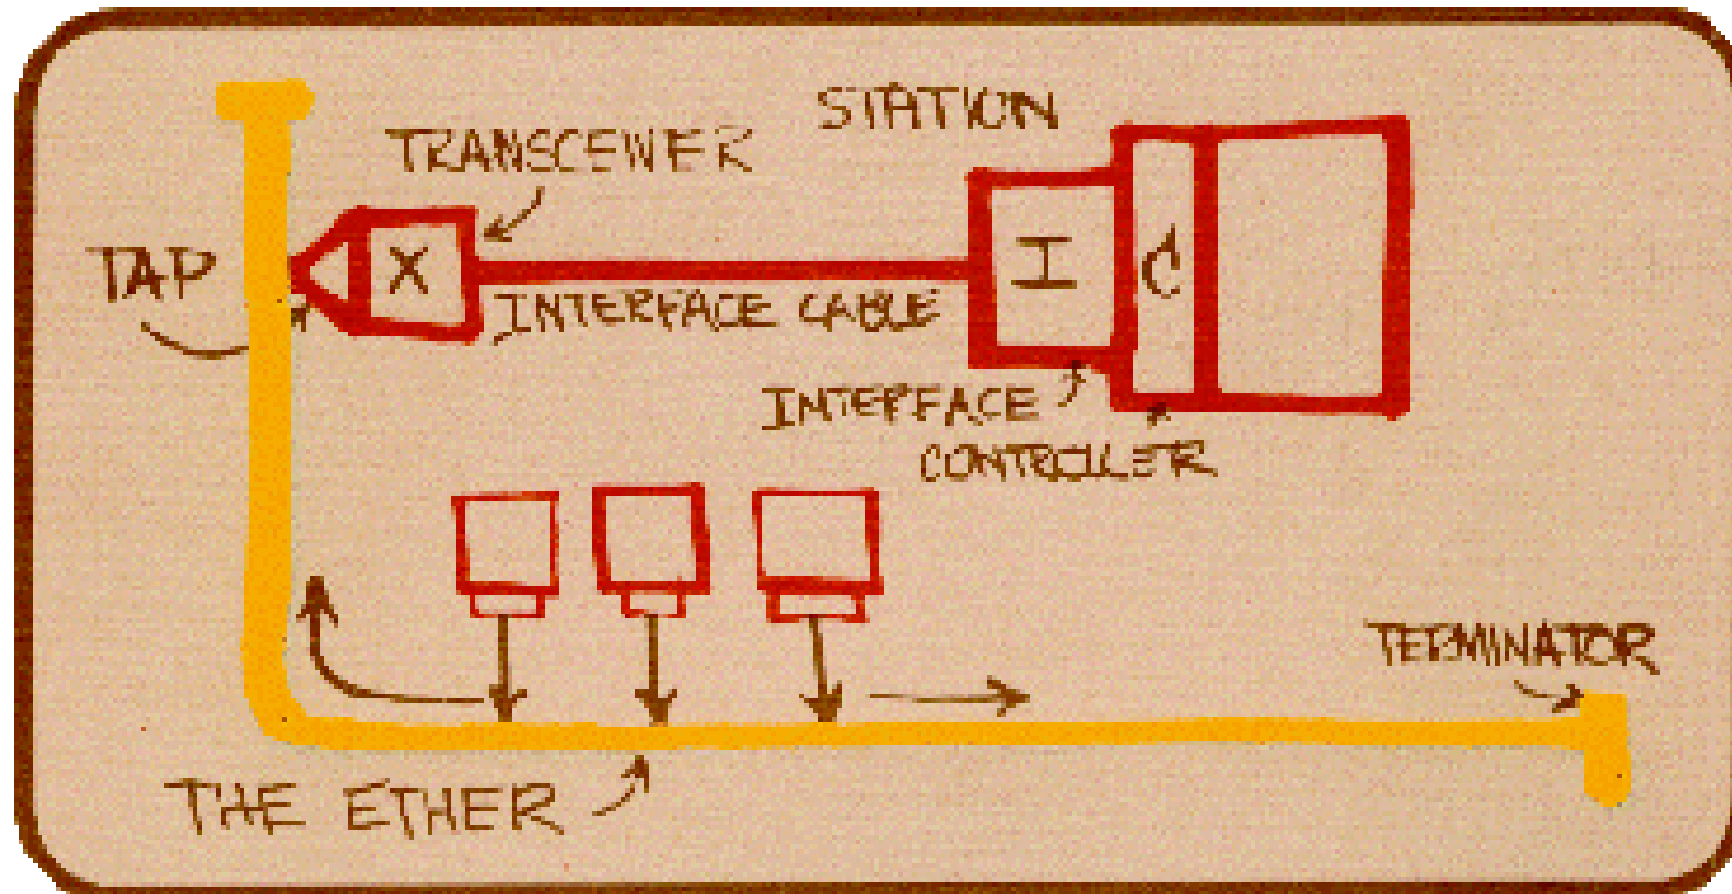 STATION
TRANSCEIVER
TAP
X
I
C
INTERFACE CABLE
INTERFACE
CONTROLLER
TERMINATOR
THE ETHER